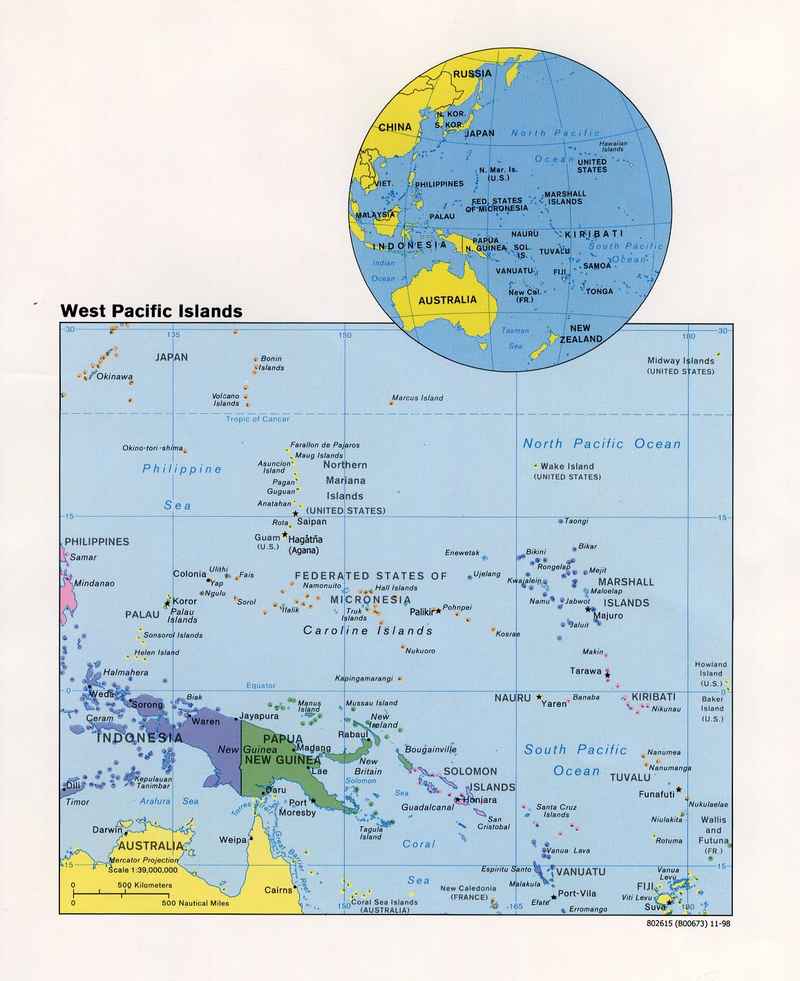 RUSSIA
N. KOR.
S. KOR.
CHINA
JAPAN
North Pacific
Ocean
Hawaiian
Islands
UNITED
STATES
N. Mar. Is.
(U.S.)
VIET.
PHILIPPINES
MARSHALL
ISLANDS
FED. STATES
OF MICRONESIA
MALAYSIA
PALAU
NAURU
KIRIBATI
INDONESIA
PAPUA
N. GUINEA
SOL.
IS.
TUVALU
South Pacific
Ocean
Indian
Ocean
VANUATU
FIJI
SAMOA
AUSTRALIA
New Cal.
(FR.)
TONGA
Tasman
Sea
NEW
ZEALAND
West Pacific Islands
30
135
150
180
30
JAPAN
Okinawa
Bonin
Islands
Volcano
Islands
Marcus Island
Midway Islands
(UNITED STATES)
Tropic of Cancer
Okino-tori-shima
Philippine
Sea
Farallon de Pajaros
Maug Islands
Asuncion
Island
Pagan
Guguan
Anatahan
Northern
Mariana
Islands
(UNITED STATES)
North Pacific Ocean
Wake Island
(UNITED STATES)
15
15
Rota
Saipan
Guam
(U.S.)
Hagåtña
(Agana)
Taongi
PHILIPPINES
Samar
Mindanao
Colonia
Ulithi
Yap
Fais
Ngulu
Sorol
FEDERATED STATES OF
MICRONESIA
Namonuito
Hall Islands
Truk
Islands
Palikir
Pohnpei
Caroline Islands
Kosrae
Nukuoro
Kapingamarangi
Enewetak
Ujelang
Bikini
Bikar
Rongelap
Mejit
Kwajalein
Maloelap
MARSHALL
ISLANDS
Namu
Jabwot
Majuro
Jaluit
Koror
PALAU
Palau
Islands
Sonsorol Islands
Helen Island
Makin
Tarawa
Howland
Island
(U.S.)
Baker
Island
(U.S.)
Halmahera
Equator
0
0
Weda
Sorong
Biak
Ceram
Waren
Jayapura
Manus
Island
Mussau Island
New
Ireland
NAURU
Yaren
Banaba
KIRIBATI
Nikunau
INDONESIA
New Guinea
PAPUA
NEW GUINEA
Madang
Rabaul
Lae
New
Britain
Bougainville
South Pacific
Ocean
Nanumea
Nanumanga
TUVALU
Funafuti
Nukulaelae
Kepulauan
Tanimbar
Dili
Timor
Arafura Sea
Daru
Port
Moresby
Solomon
Sea
SOLOMON
ISLANDS
Guadalcanal
Honiara
San
Cristobal
Santa Cruz
Islands
Niulakita
Rotuma
Wallis
and
Futuna
(FR.)
Darwin
AUSTRALIA
Weipa
Torres
Great Barrier Reef
Tagula
Island
Coral
Sea
Vanua Lava
Espiritu Santo
Malakula
VANUATU
Port-Vila
Efate
Erromango
Vanua
Levu
FIJI
Viti Levu
Suva
Mercator Projection
Scale 1:39,000,000
0 500 Kilometers
0 500 Nautical Miles
15
15
Cairns
150
Coral Sea Islands
(AUSTRALIA)
New Caledonia
(FRANCE)
165
180
802615 (B00673) 11-98